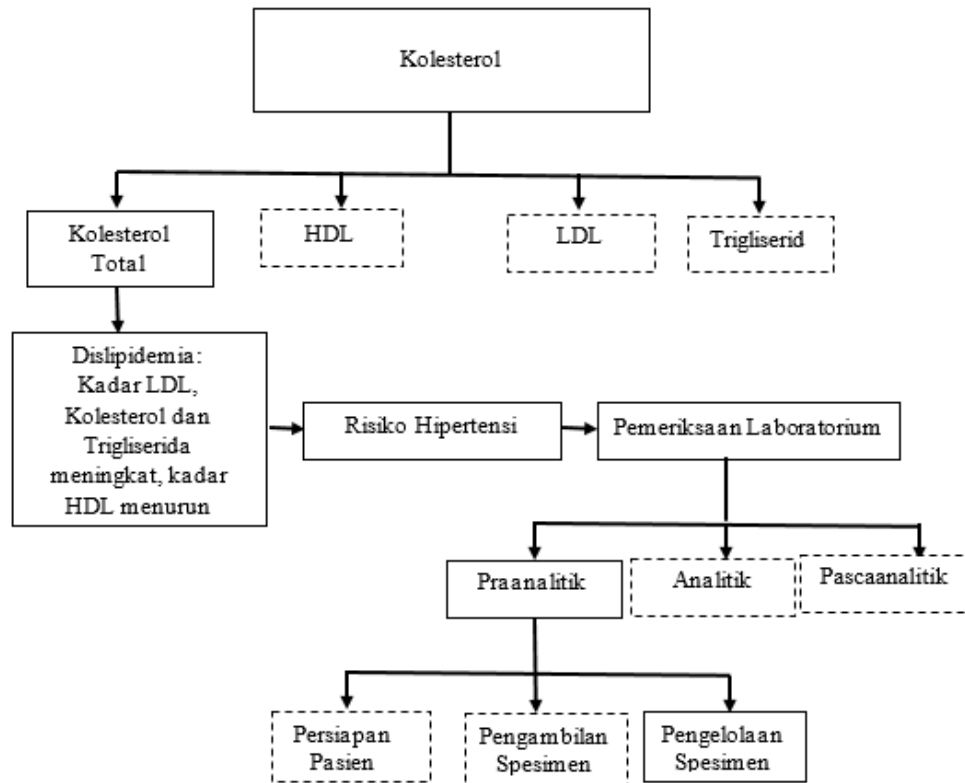 Kolesterol
Kolesterol
Total
HDL
LDL
Trigliserid
Dislipidemia:
Kadar LDL,
Kolesterol dan
Trigliserida
meningkat, kadar
HDL menurun
Risiko Hipertensi
Pemeriksaan Laboratorium
Praanalitik
Analitik
Pascaanalitik
Persiapan
Pasien
Pengambilan
Spesimen
Pengelolaan
Spesimen